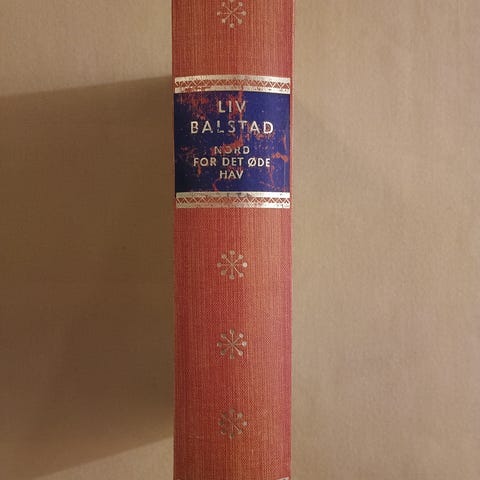 LIV
BALSTAD
NORD
FOR DET ØDE
HAV